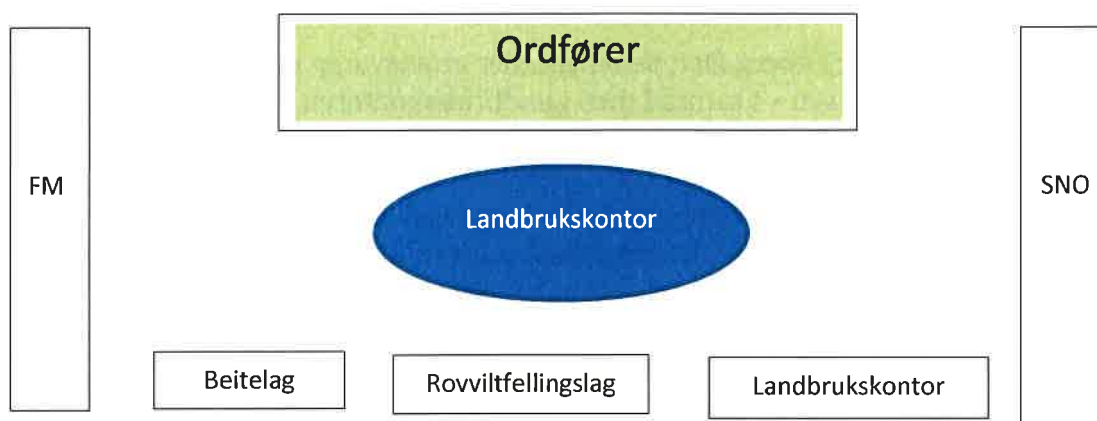 Ordfører
FM
SNO
Landbrukskontor
Beitelag
Rovviltfellingslag
Landbrukskontor